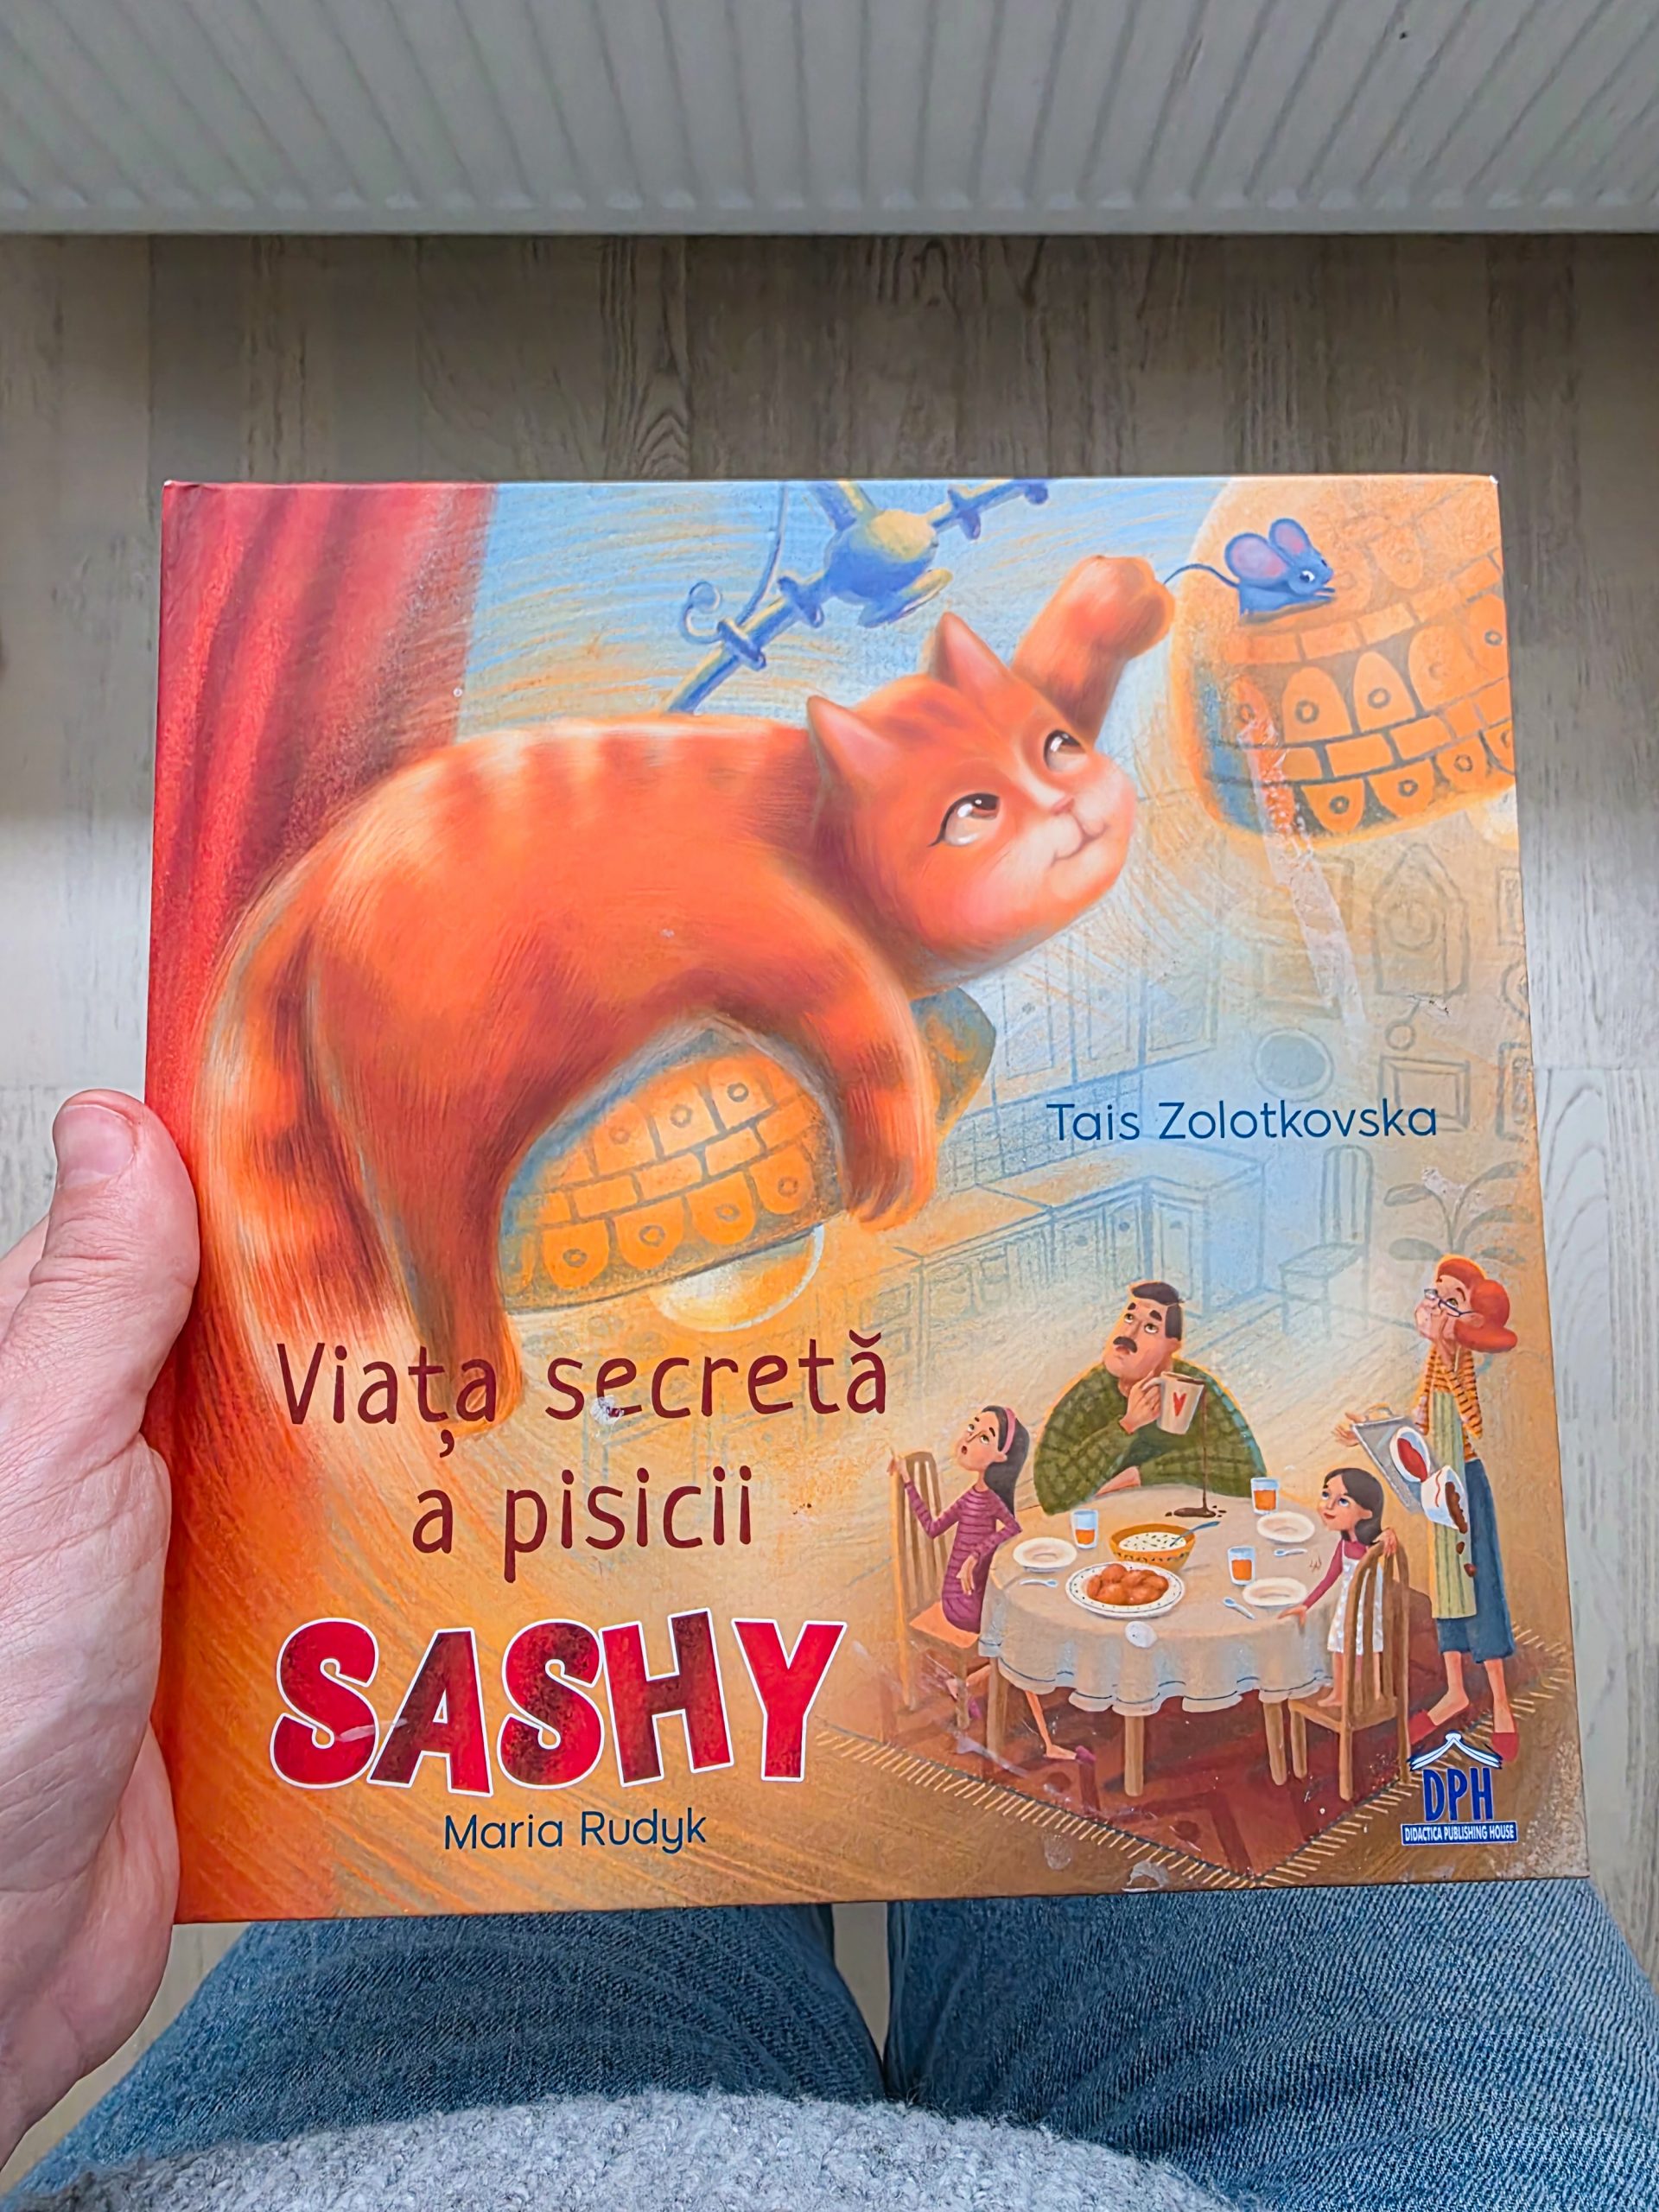 Tais Zolotkovska
Viața secretă
a pisicii
SASHY
Maria Rudyk
DPH
DIDACTICA PUBLISHING HOUSE